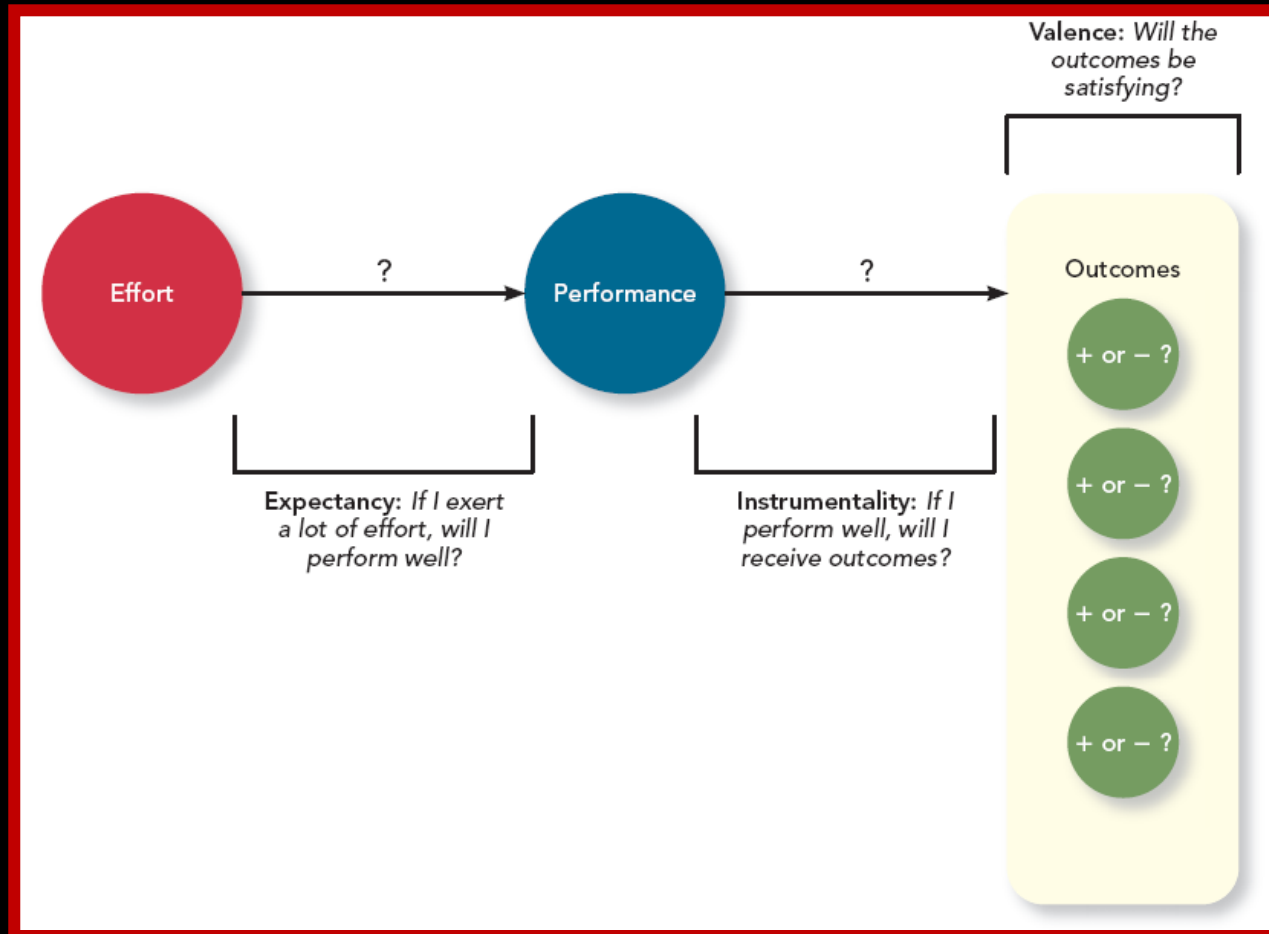 Valence: Will the
outcomes be
satisfying?
Effort
?
Performance
?
Outcomes
+ or − ?
+ or − ?
+ or − ?
+ or − ?
Expectancy: If I exert
a lot of effort, will I
perform well?
Instrumentality: If I
perform well, will I
receive outcomes?